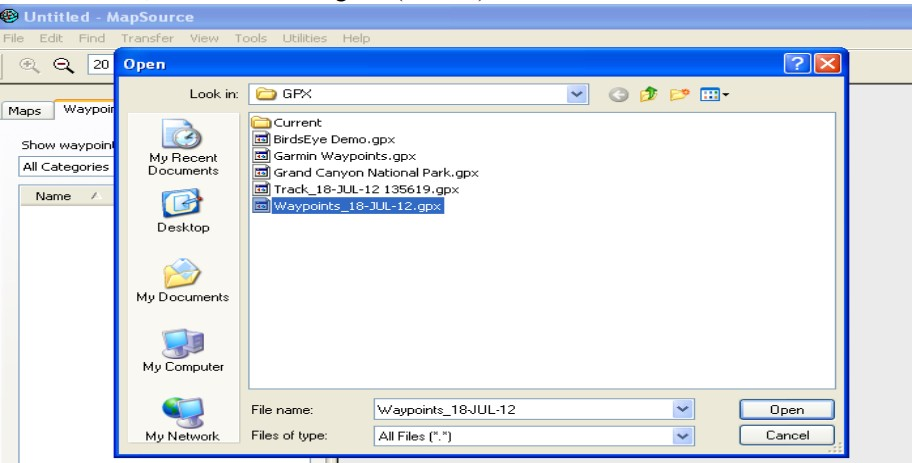 Untitled - MapSource
File Edit Find Transfer View Tools Utilities Help
20
Open
Look in: GPX
Maps Waypoin
Show waypoin
All Categories
Name
My Recent
Documents
Desktop
My Documents
My Computer
My Network
Current
BirdsEye Demo.gpx
Garmin Waypoints.gpx
Grand Canyon National Park.gpx
Track_18-JUL-12 135619.gpx
Waypoints_18-JUL-12.gpx
File name: Waypoints_18-JUL-12 Open
Files of type: All Files ("*.*") Cancel